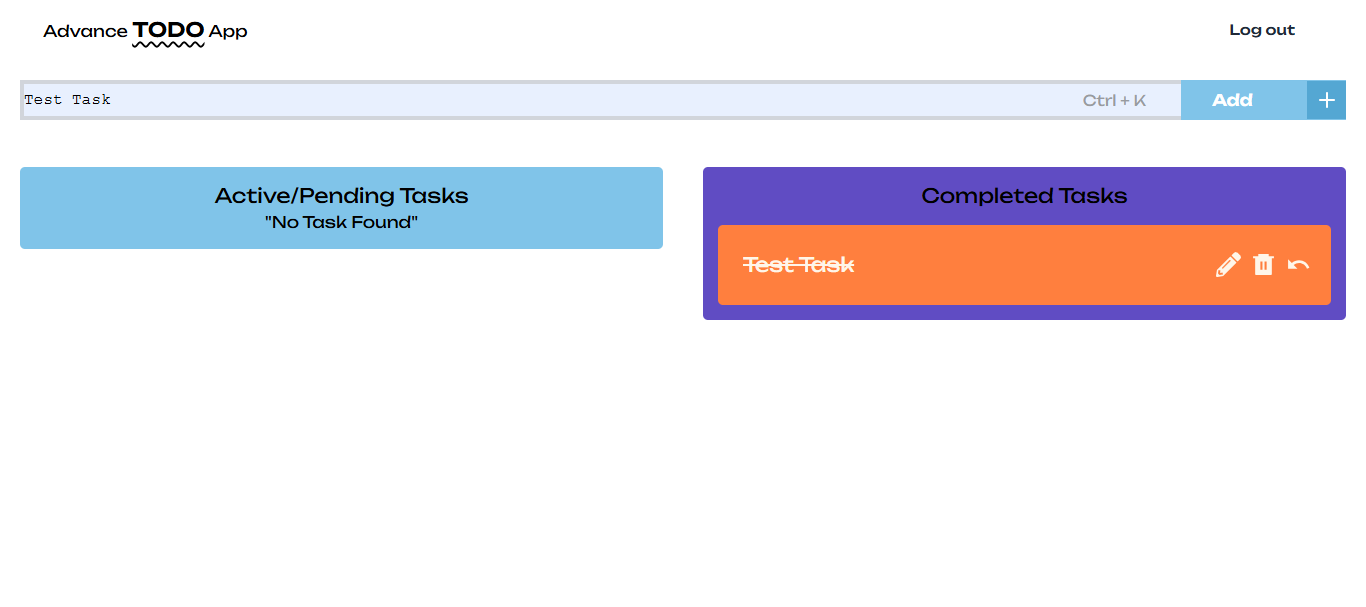 Advance TODO App
Log out
Test Task
Ctrl + K
Add
Active/Pending Tasks
"No Task Found"
Completed Tasks
Test Task